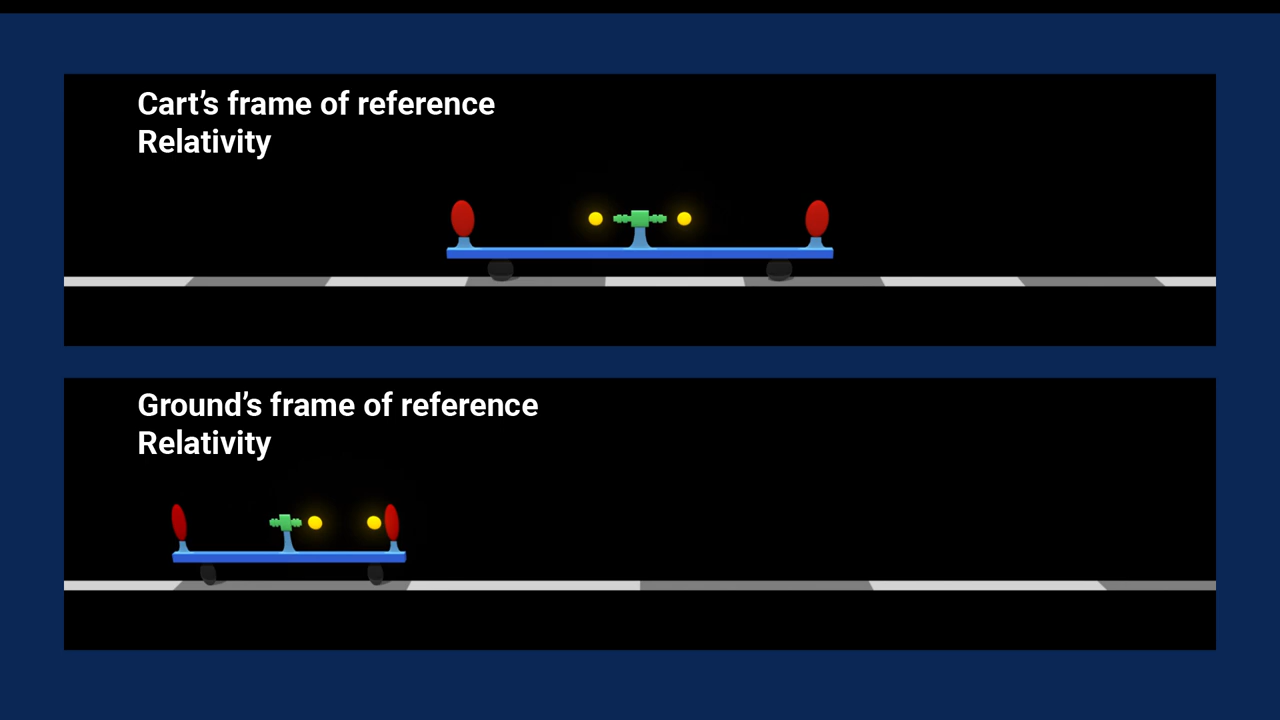 Cart’s frame of reference
Relativity
Ground’s frame of reference
Relativity